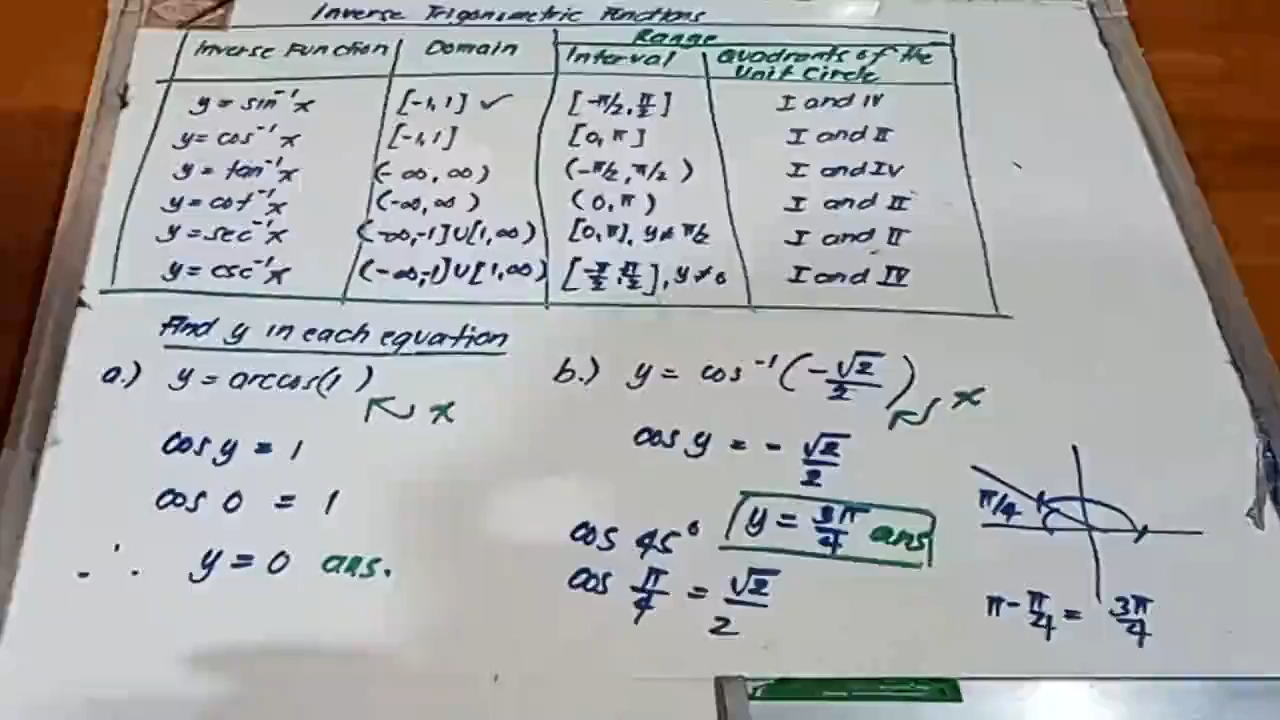 Inverse Trigonometric Functions
Inverse Function Domain Range
Interval Quadrants of the Unit Circle
y = sin⁻¹x [-1,1] ✓ [-π/2, π/2] I and IV
y = cos⁻¹x [-1,1] [0, π] I and II
y = tan⁻¹x (-∞, ∞) (-π/2, π/2) I and IV
y = cot⁻¹x (-∞, ∞) (0, π) I and II
y = sec⁻¹x (-∞,-1]∪[1,∞) [0, π], y≠π/2 I and II
y = csc⁻¹x (-∞,-1]∪[1,∞) [-π/2, π/2], y≠0 I and IV
Find y in each equation
a.) y = arccos(1) x
cos y = 1
cos 0 = 1
∴ y = 0 ans.
b.) y = cos⁻¹(-√2/2) x
cos y = - √2/2
y = 3π/4 ans
cos 45°
cos π/4 = √2/2
π/4
π - π/4 = 3π/4